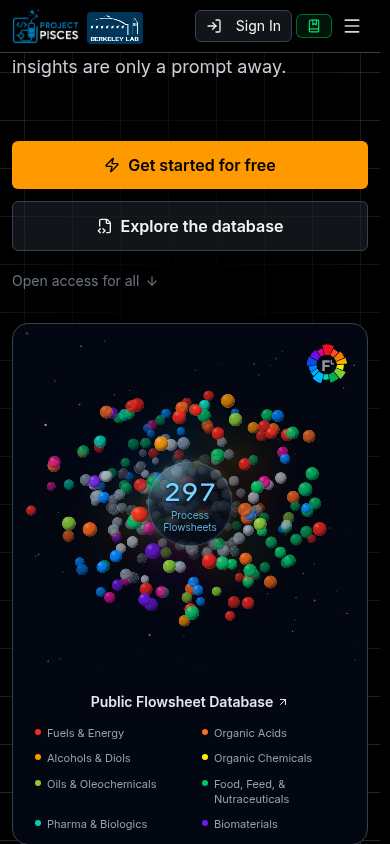 PROJECT
PISCES
BERKELEY LAB
Sign In
insights are only a prompt away.
Get started for free
Explore the database
Open access for all
F
297
Process
Flowsheets
Public Flowsheet Database
Fuels & Energy
Organic Acids
Alcohols & Diols
Organic Chemicals
Oils & Oleochemicals
Food, Feed, &
Nutraceuticals
Pharma & Biologics
Biomaterials